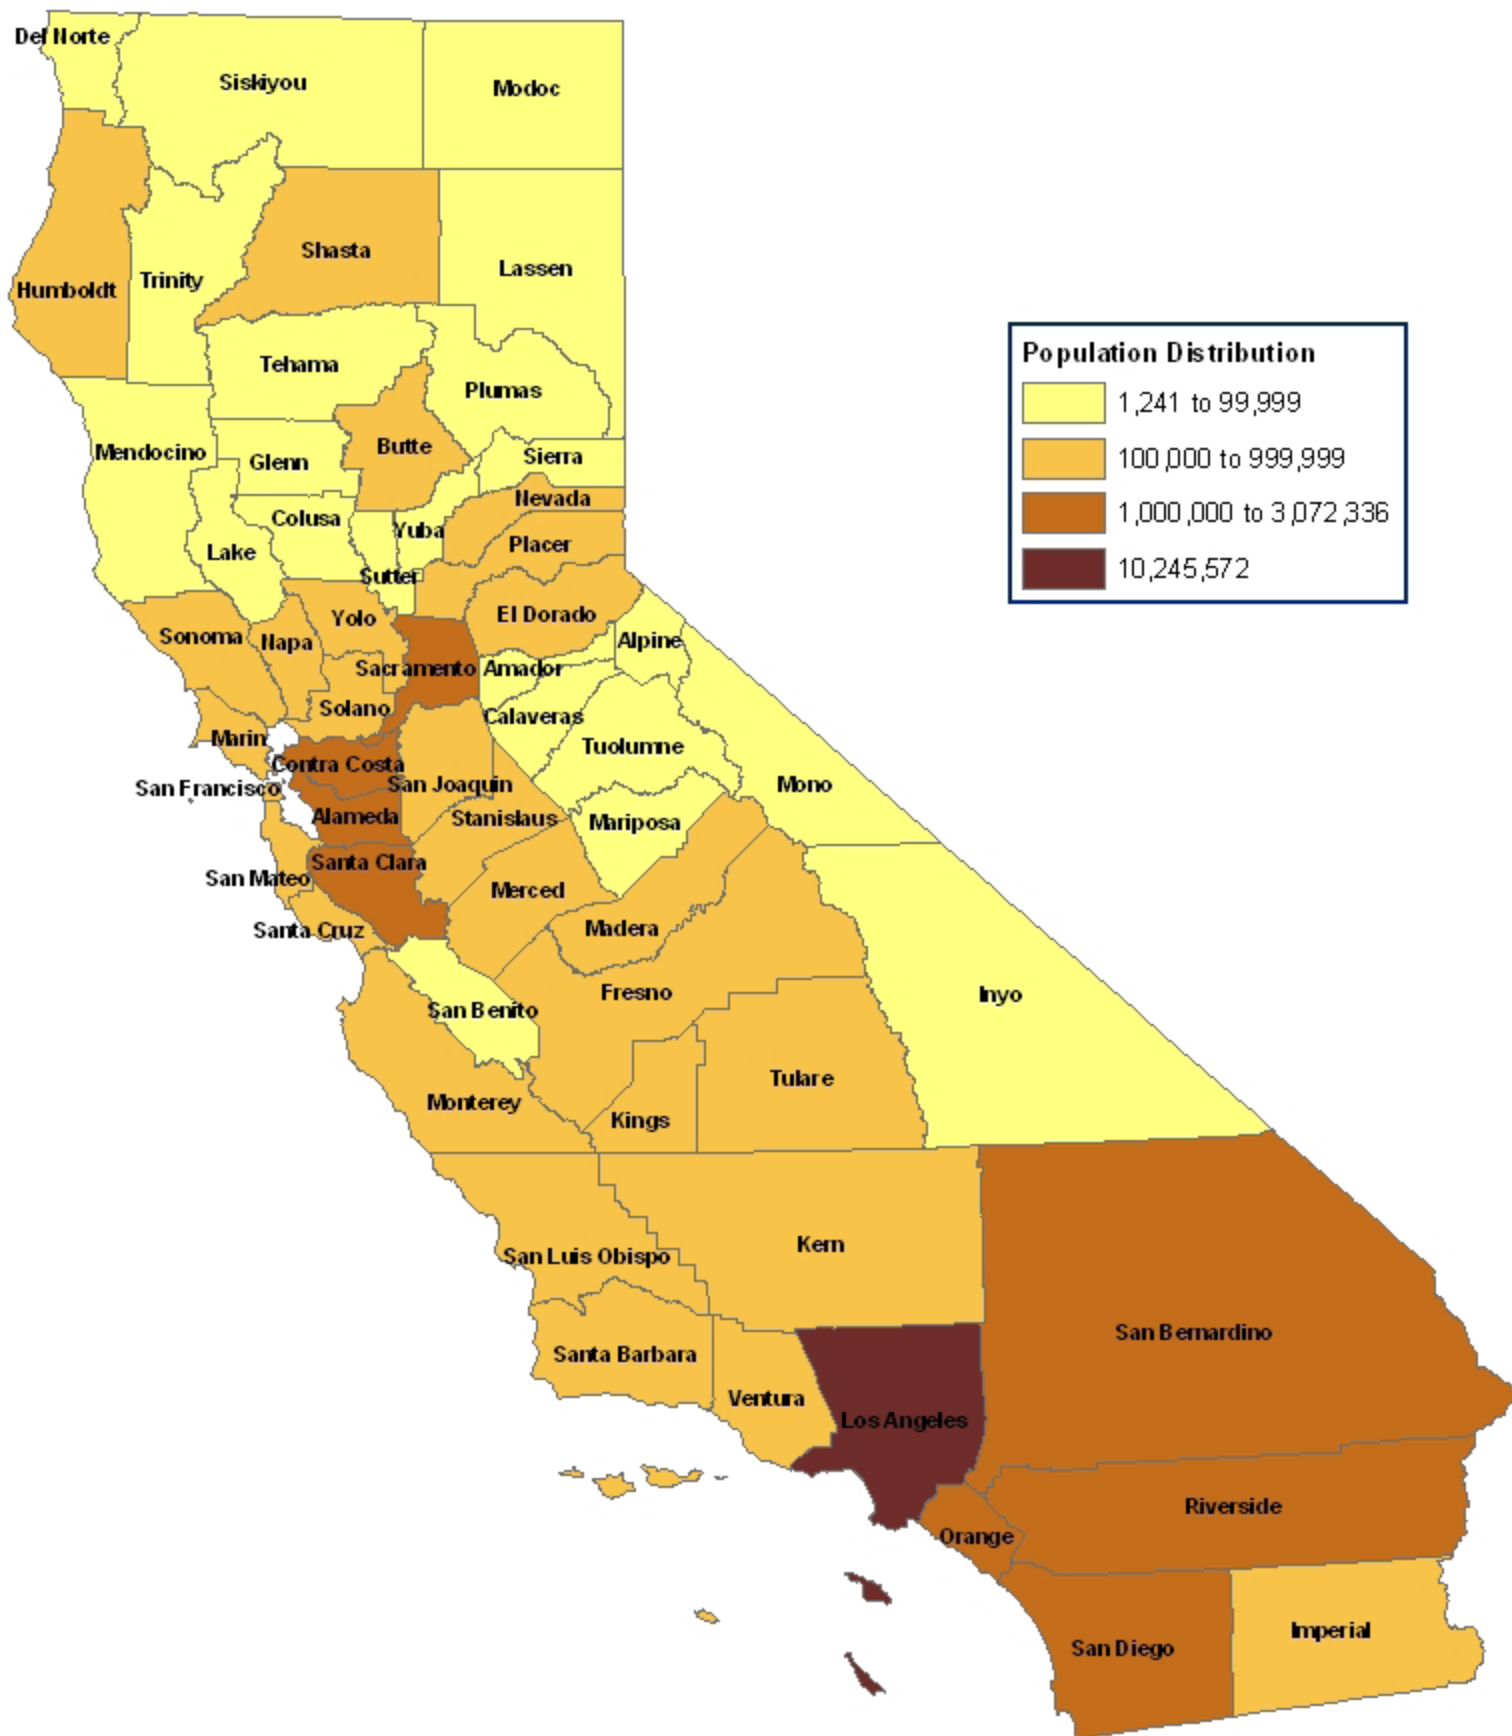 Del Norte
Siskiyou
Modoc
Humboldt
Trinity
Shasta
Lassen
Tehama
Plumas
Mendocino
Glenn
Butte
Sierra
Colusa
Yuba
Nevada
Lake
Placer
Sutter
El Dorado
Sonoma
Napa
Yolo
Alpine
Sacramento
Amador
Solano
Calaveras
Marin
Tuolumne
Contra Costa
San Joaquin
Mono
San Francisco
Alameda
Stanislaus
Mariposa
Santa Clara
San Mateo
Merced
Santa Cruz
Madera
San Benito
Fresno
Inyo
Monterey
Kings
Tulare
San Luis Obispo
Kern
Santa Barbara
Ventura
Los Angeles
San Bernardino
Orange
Riverside
San Diego
Imperial
Population Distribution
1,241 to 99,999
100,000 to 999,999
1,000,000 to 3,072,336
10,245,572